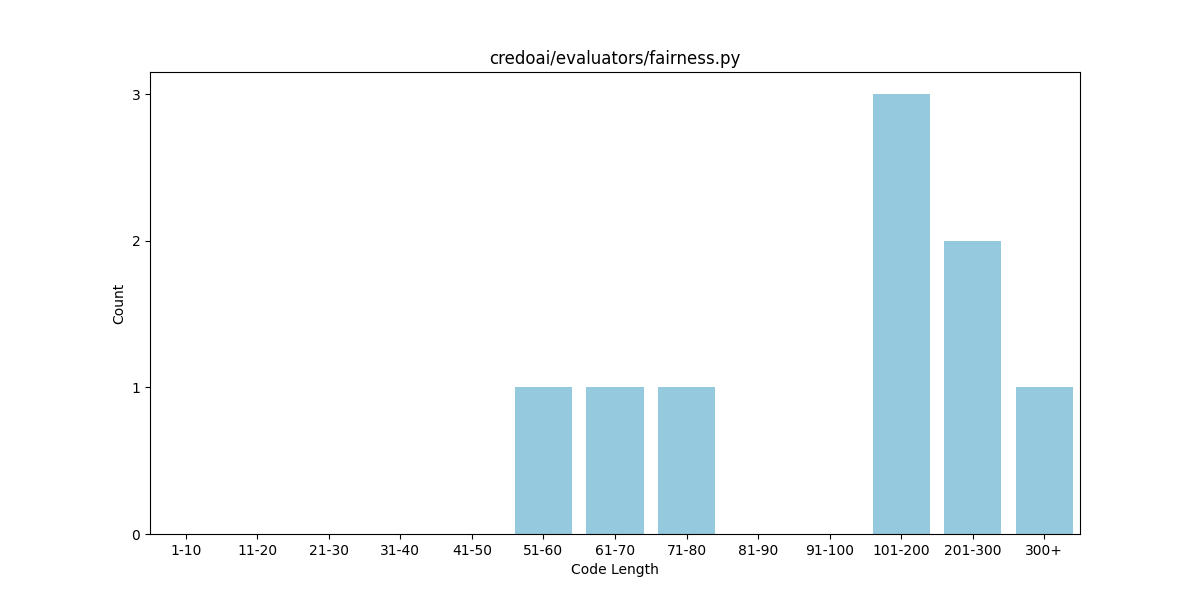 credoai/evaluators/fairness.py
3
2
1
0
Count
1-10 11-20 21-30 31-40 41-50 51-60 61-70 71-80 81-90 91-100 101-200 201-300 300+
Code Length